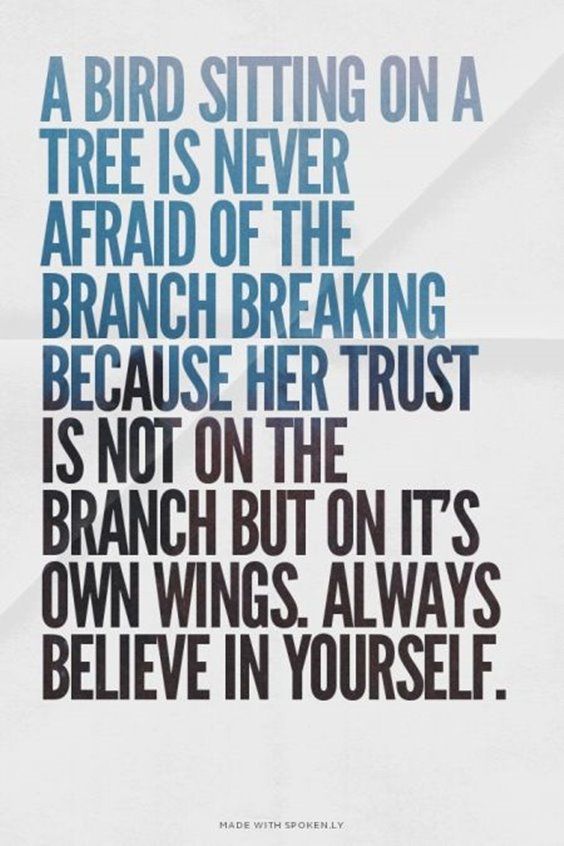 A BIRD SITTING ON A
TREE IS NEVER
AFRAID OF THE
BRANCH BREAKING
BECAUSE HER TRUST
IS NOT ON THE
BRANCH BUT ON IT'S
OWN WINGS. ALWAYS
BELIEVE IN YOURSELF.
MADE WITH SPOKEN.LY